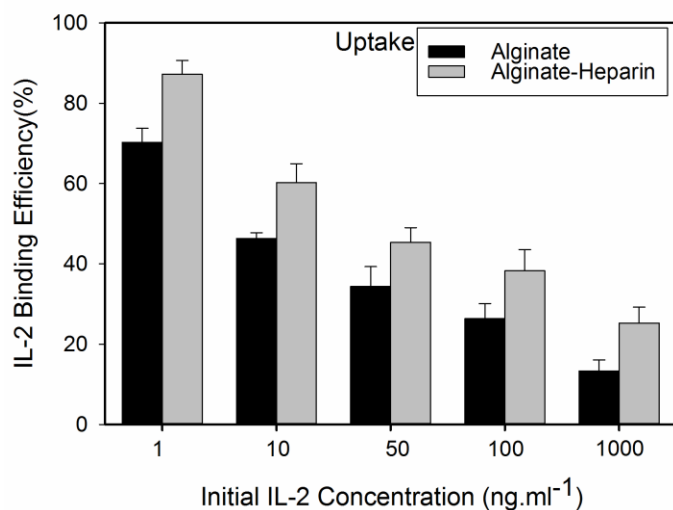 Uptake
Alginate
Alginate-Heparin
100
80
60
40
20
0
IL-2 Binding Efficiency(%)
1 10 50 100 1000
Initial IL-2 Concentration (ng.ml⁻¹)